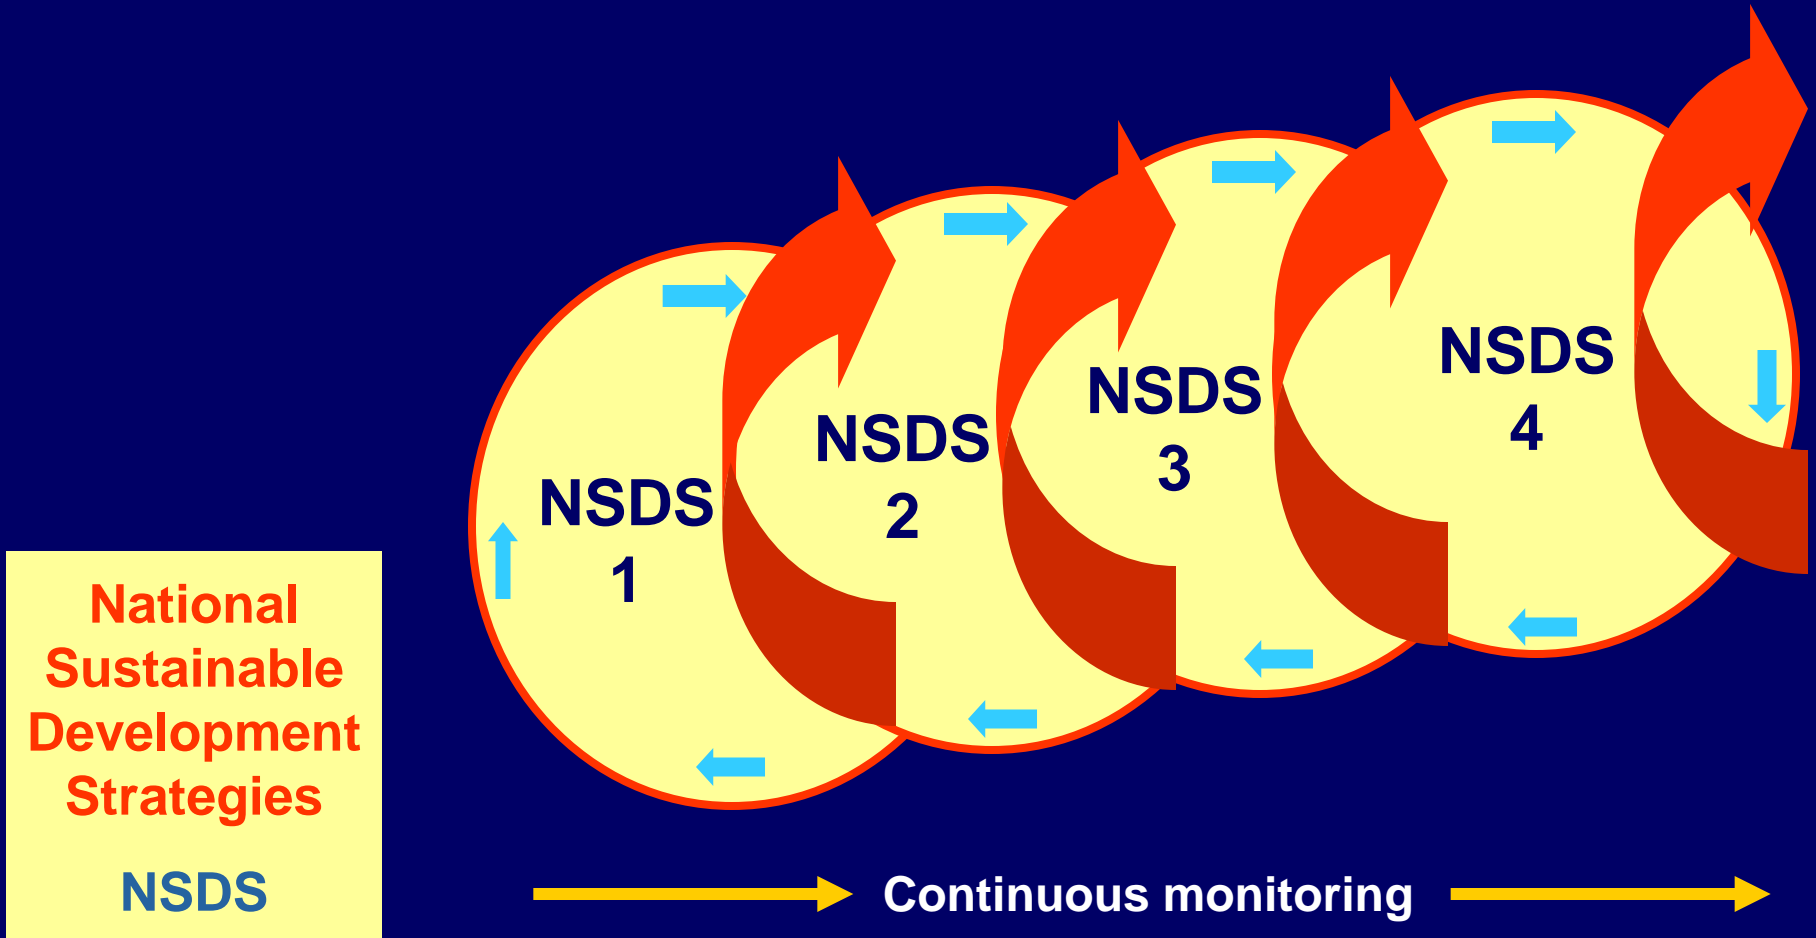 NSDS
1
NSDS
2
NSDS
3
NSDS
4
National
Sustainable
Development
Strategies
NSDS
Continuous monitoring